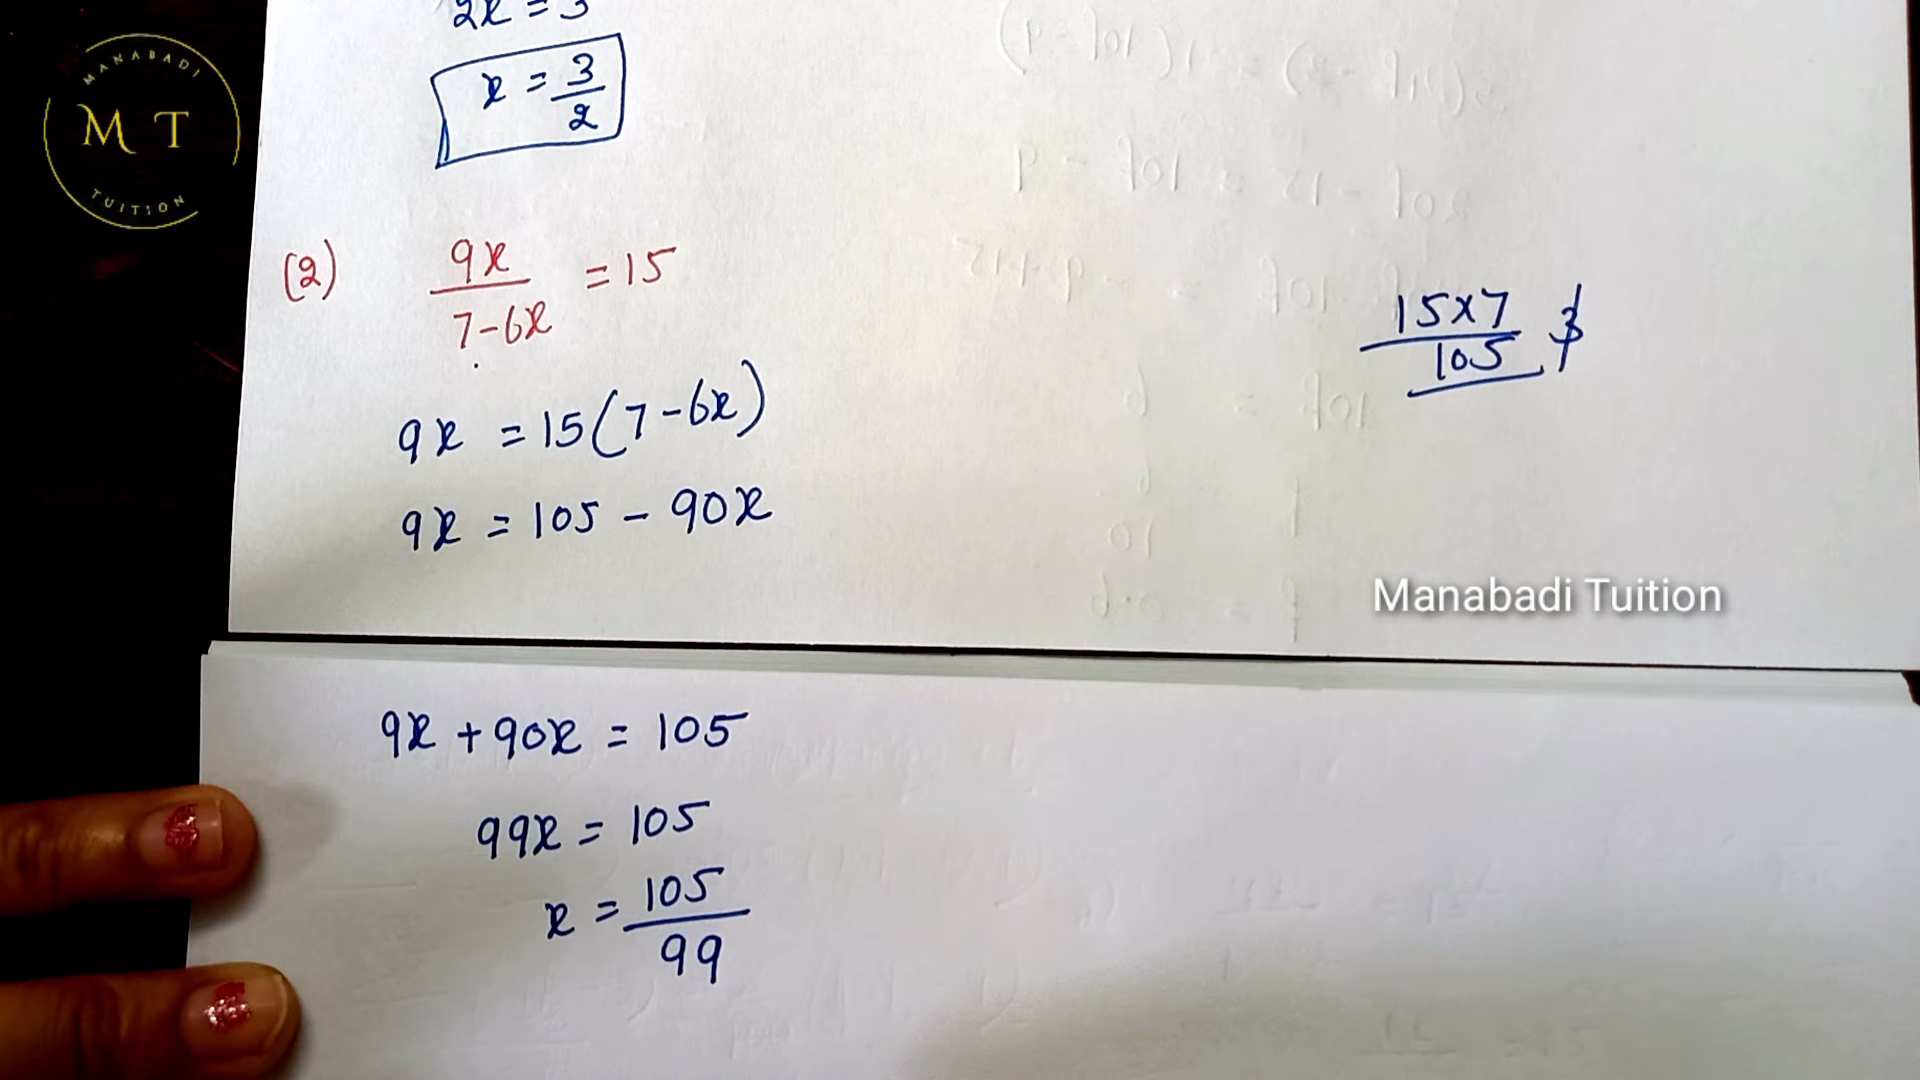 2x = 3
x = 3/2
MANABADI
MT
TUITION
(2) 9x/(7-6x) = 15
15x7
105
9x = 15(7-6x)
9x = 105 - 90x
Manabadi Tuition
9x + 90x = 105
99x = 105
x = 105/99